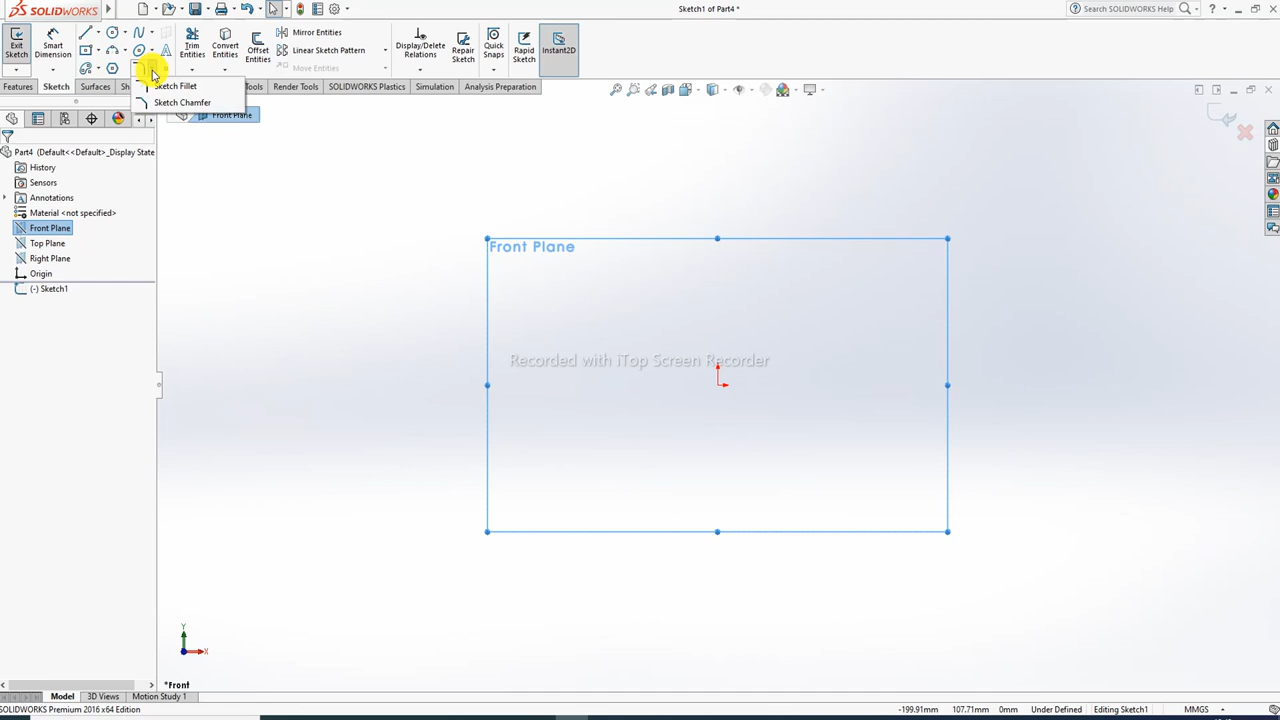 SOLIDWORKS
Sketch1 of Part4 *
Search SOLIDWORKS Help
Exit Sketch
Smart Dimension
Trim Entities
Convert Entities
Offset Entities
Mirror Entities
Linear Sketch Pattern
Move Entities
Display/Delete Relations
Repair Sketch
Quick Snaps
Rapid Sketch
Instant2D
Features
Sketch
Surfaces
Sh
Tools
Render Tools
SOLIDWORKS Plastics
Simulation
Analysis Preparation
Sketch Fillet
Sketch Chamfer
Front Plane
Part4 (Default<<Default>_Display State
History
Sensors
Annotations
Material <not specified>
Front Plane
Top Plane
Right Plane
Origin
(-) Sketch1
Front Plane
Recorded with iTop Screen Recorder
Y
X
*Front
Model
3D Views
Motion Study 1
SOLIDWORKS Premium 2016 x64 Edition
-199.91mm
107.71mm
0mm
Under Defined
Editing Sketch1
MMGS